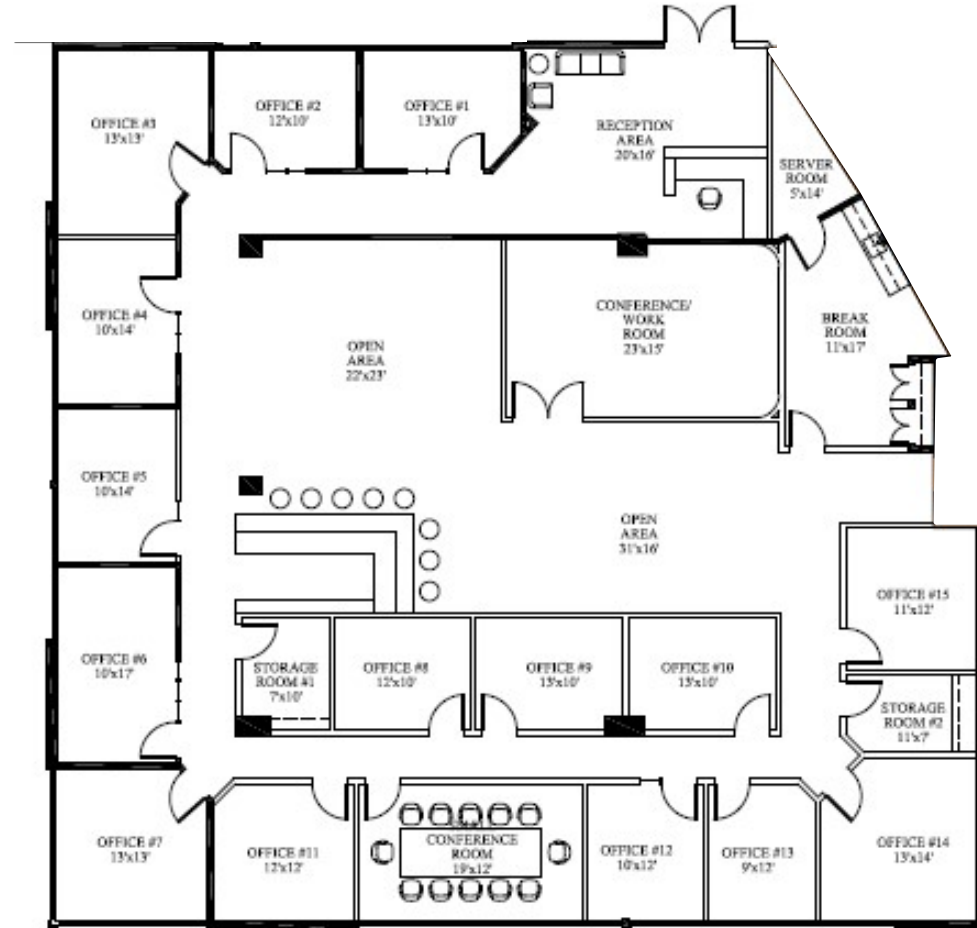 OFFICE #3
13'x13'
OFFICE #2
12'x10'
OFFICE #1
13'x10'
RECEPTION
AREA
20'x16'
SERVER
ROOM
5'x14'
OFFICE #4
10'x14'
OPEN
AREA
22'x23'
CONFERENCE/
WORK
ROOM
23'x15'
BREAK
ROOM
11'x17'
OFFICE #5
10'x14'
OPEN
AREA
31'x16'
OFFICE #15
11'x12'
OFFICE #6
10'x17'
STORAGE
ROOM #1
7'x10'
OFFICE #8
12'x10'
OFFICE #9
13'x10'
OFFICE #10
13'x10'
STORAGE
ROOM #2
11'x7'
OFFICE #7
13'x13'
OFFICE #11
12'x12'
CONFERENCE
ROOM
19'x12'
OFFICE #12
10'x12'
OFFICE #13
9'x12'
OFFICE #14
13'x14'